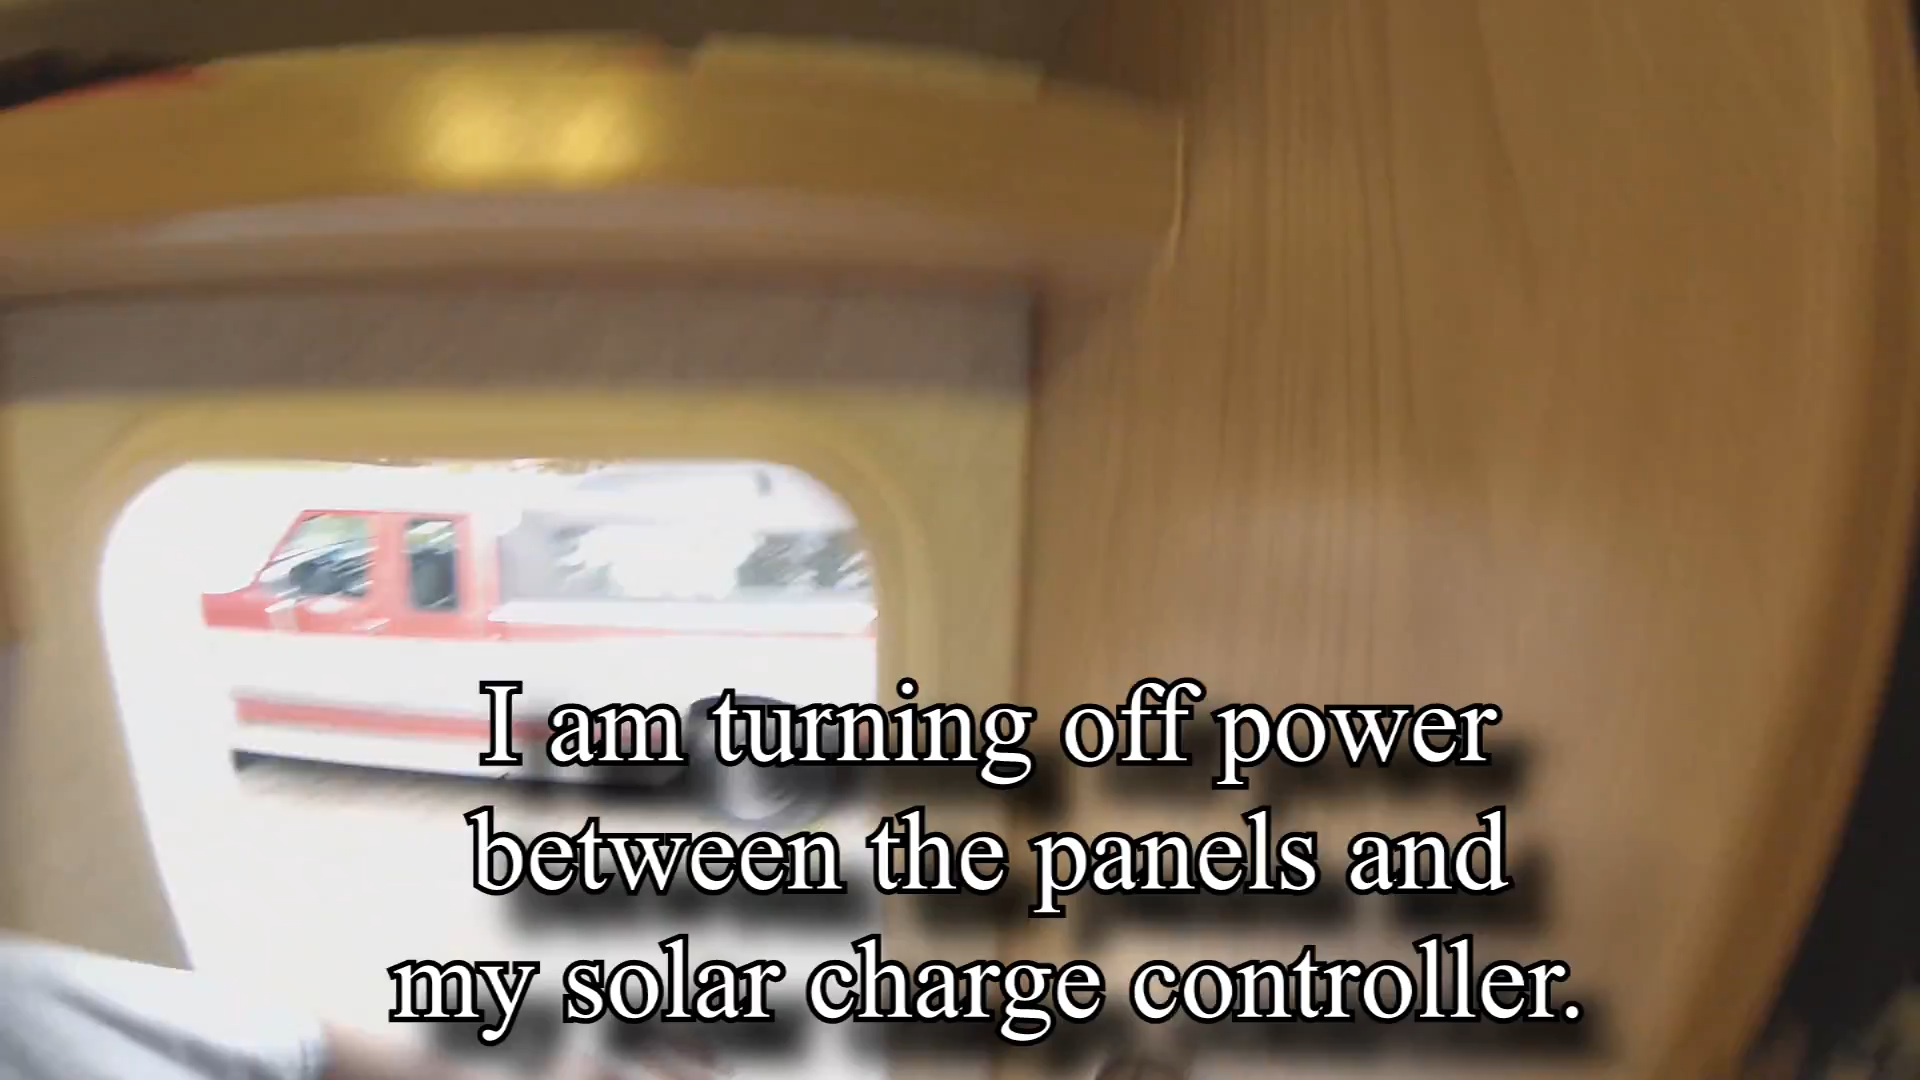 I am turning off power
between the panels and
my solar charge controller.